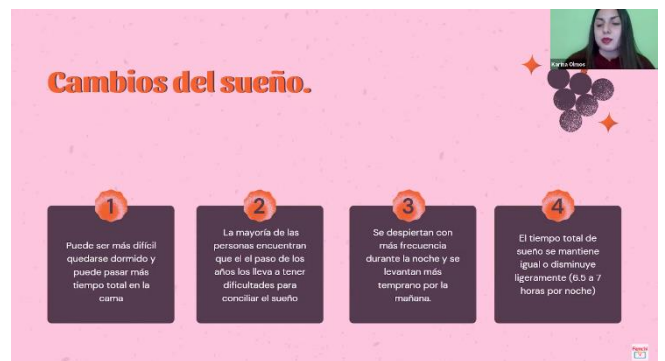 Karina Olmos
Cambios del sueño.
1
Puede ser más difícil
quedarse dormido y
puede pasar más
tiempo total en la
cama
2
La mayoría de las
personas encuentran
que el el paso de los
años los lleva a tener
dificultades para
conciliar el sueño
3
Se despiertan con
más frecuencia
durante la noche y se
levantan más
temprano por la
mañana.
4
El tiempo total de
sueño se mantiene
igual o disminuye
ligeramente (6.5 a 7
horas por noche)